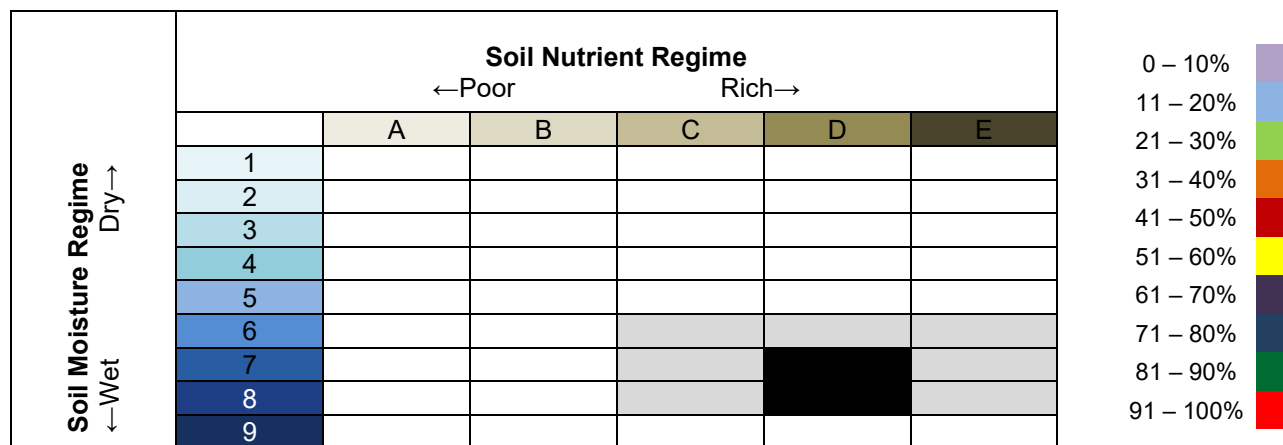 Soil Nutrient Regime
←Poor Rich→
A B C D E
Soil Moisture Regime
←Wet Dry→
1
2
3
4
5
6
7
8
9
0 – 10%
11 – 20%
21 – 30%
31 – 40%
41 – 50%
51 – 60%
61 – 70%
71 – 80%
81 – 90%
91 – 100%